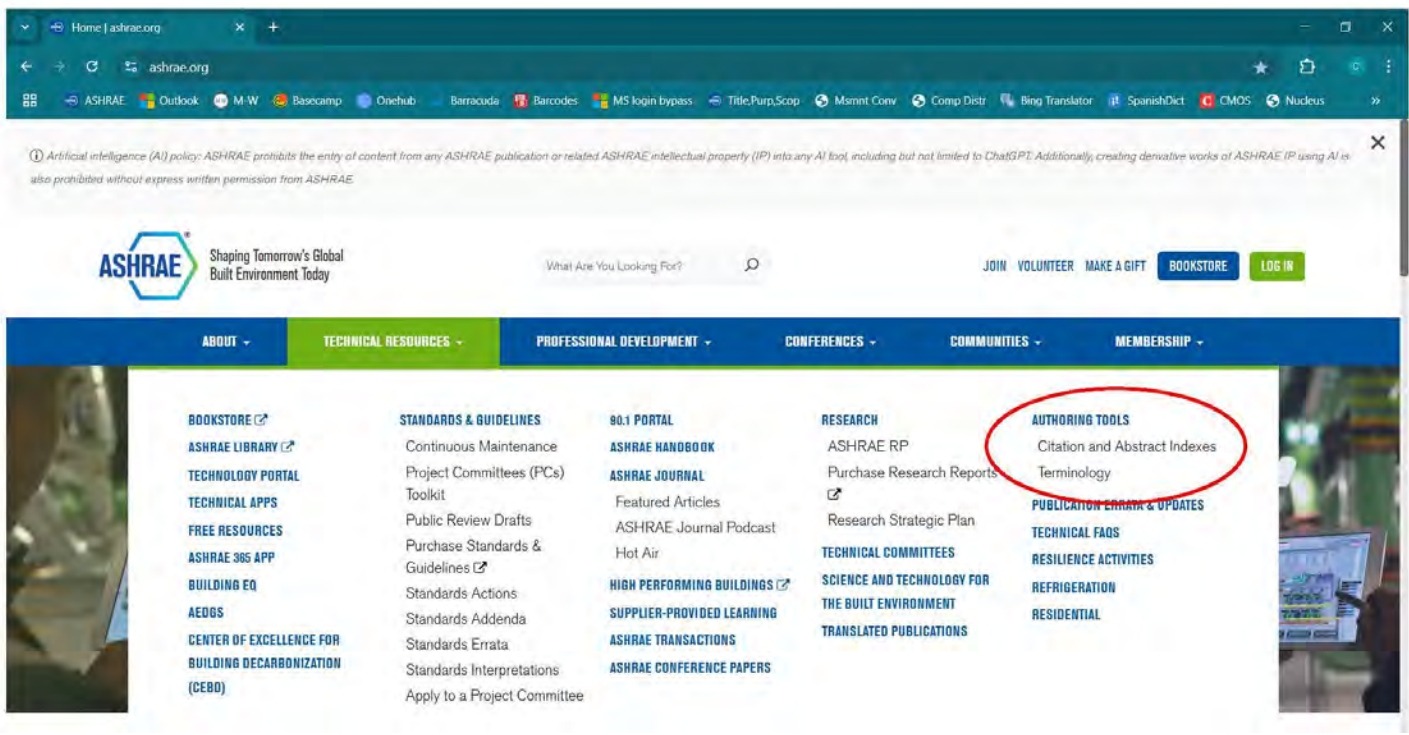 Home | ashrae.org
ashrae.org
ASHRAE Outlook M-W Basecamp Onehub Barracuda Barcodes MS login bypass Title,Purp,Scop Msmnt Conv Comp Distr Bing Translator SpanishDict CMOS Nucleus »
Artificial intelligence (AI) policy: ASHRAE prohibits the entry of content from any ASHRAE publication or related ASHRAE intellectual property (IP) into any AI tool, including but not limited to ChatGPT. Additionally, creating derivative works of ASHRAE IP using AI is
also prohibited without express written permission from ASHRAE.
ASHRAE
Shaping Tomorrow's Global
Built Environment Today
What Are You Looking For?
JOIN VOLUNTEER MAKE A GIFT BOOKSTORE LOG IN
ABOUT TECHNICAL RESOURCES PROFESSIONAL DEVELOPMENT CONFERENCES COMMUNITIES MEMBERSHIP
BOOKSTORE
ASHRAE LIBRARY
TECHNOLOGY PORTAL
TECHNICAL APPS
FREE RESOURCES
ASHRAE 365 APP
BUILDING EQ
AEDGS
CENTER OF EXCELLENCE FOR
BUILDING DECARBONIZATION
(CEBD)
STANDARDS & GUIDELINES
Continuous Maintenance
Project Committees (PCs)
Toolkit
Public Review Drafts
Purchase Standards &
Guidelines
Standards Actions
Standards Addenda
Standards Errata
Standards Interpretations
Apply to a Project Committee
90.1 PORTAL
ASHRAE HANDBOOK
ASHRAE JOURNAL
Featured Articles
ASHRAE Journal Podcast
Hot Air
HIGH PERFORMING BUILDINGS
SUPPLIER-PROVIDED LEARNING
ASHRAE TRANSACTIONS
ASHRAE CONFERENCE PAPERS
RESEARCH
ASHRAE RP
Purchase Research Reports
Research Strategic Plan
TECHNICAL COMMITTEES
SCIENCE AND TECHNOLOGY FOR
THE BUILT ENVIRONMENT
TRANSLATED PUBLICATIONS
AUTHORING TOOLS
Citation and Abstract Indexes
Terminology
PUBLICATION ERRATA & UPDATES
TECHNICAL FAQS
RESILIENCE ACTIVITIES
REFRIGERATION
RESIDENTIAL